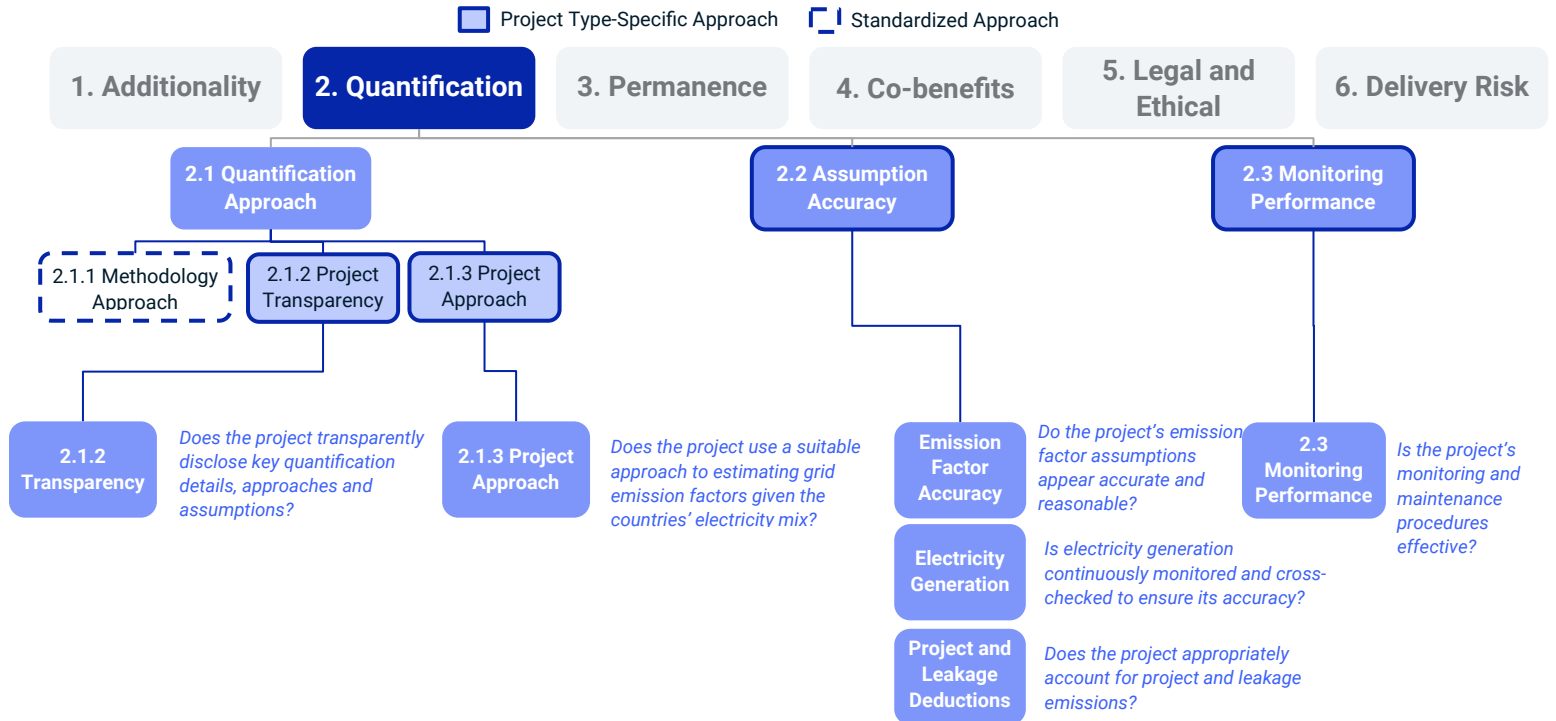 Project Type-Specific Approach
Standardized Approach
1. Additionality
2. Quantification
3. Permanence
4. Co-benefits
5. Legal and
Ethical
6. Delivery Risk
2.1 Quantification
Approach
2.2 Assumption
Accuracy
2.3 Monitoring
Performance
2.1.1 Methodology
Approach
2.1.2 Project
Transparency
2.1.3 Project
Approach
2.1.2
Transparency
Does the project transparently
disclose key quantification
details, approaches and
assumptions?
2.1.3 Project
Approach
Does the project use a suitable
approach to estimating grid
emission factors given the
countries’ electricity mix?
Emission
Factor
Accuracy
Do the project’s emission
factor assumptions
appear accurate and
reasonable?
2.3
Monitoring
Performance
Is the project’s
monitoring and
maintenance
procedures
effective?
Electricity
Generation
Is electricity generation
continuously monitored and cross-
checked to ensure its accuracy?
Project and
Leakage
Deductions
Does the project appropriately
account for project and leakage
emissions?